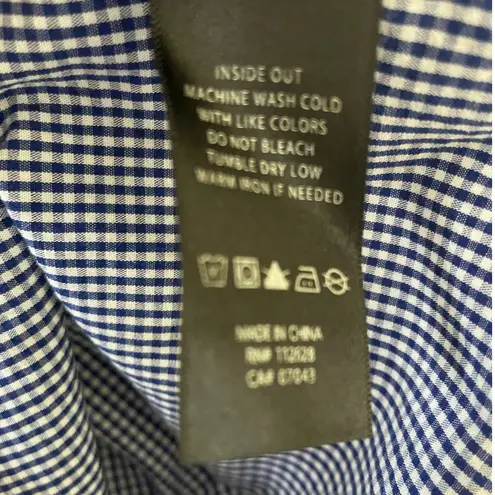 INSIDE OUT
MACHINE WASH COLD
WITH LIKE COLORS
DO NOT BLEACH
TUMBLE DRY LOW
WARM IRON IF NEEDED
MADE IN CHINA
RN# 112828
CA# 07043